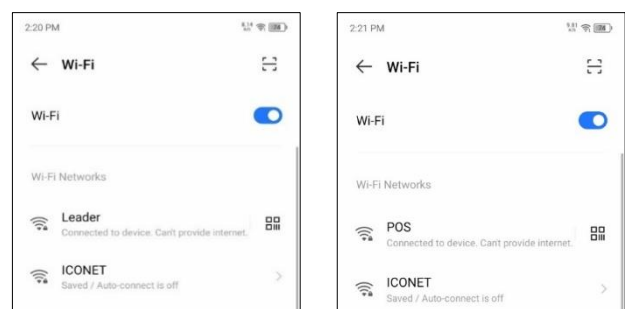 2:20 PM
Wi-Fi
Wi-Fi
Wi-Fi Networks
Leader
Connected to device. Can't provide internet.
ICONET
Saved / Auto-connect is off
2:21 PM
Wi-Fi
Wi-Fi
Wi-Fi Networks
POS
Connected to device. Can't provide internet.
ICONET
Saved / Auto-connect is off